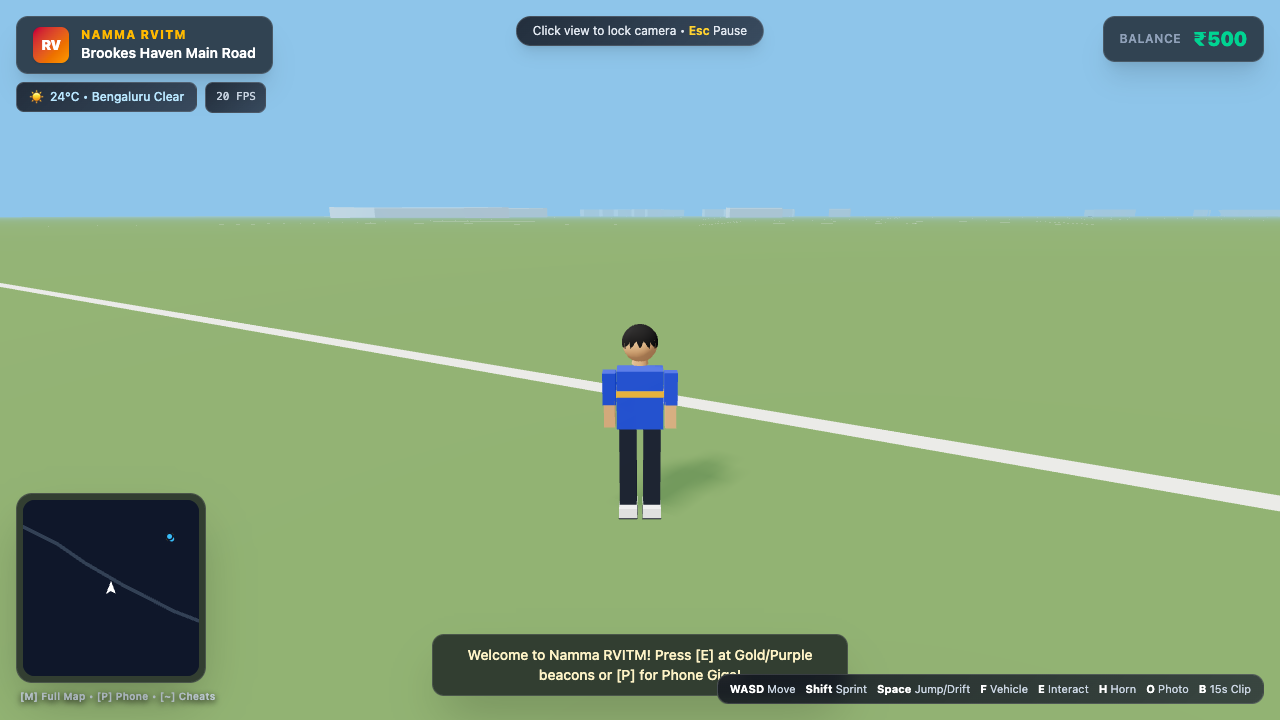 RV
NAMMA RVITM
Brookes Haven Main Road
24°C • Bengaluru Clear
20 FPS
Click view to lock camera • Esc Pause
BALANCE ₹500
[M] Full Map • [P] Phone • [~] Cheats
Welcome to Namma RVITM! Press [E] at Gold/Purple
beacons or [P] for Phone
WASD Move Shift Sprint Space Jump/Drift F Vehicle E Interact H Horn O Photo B 15s Clip